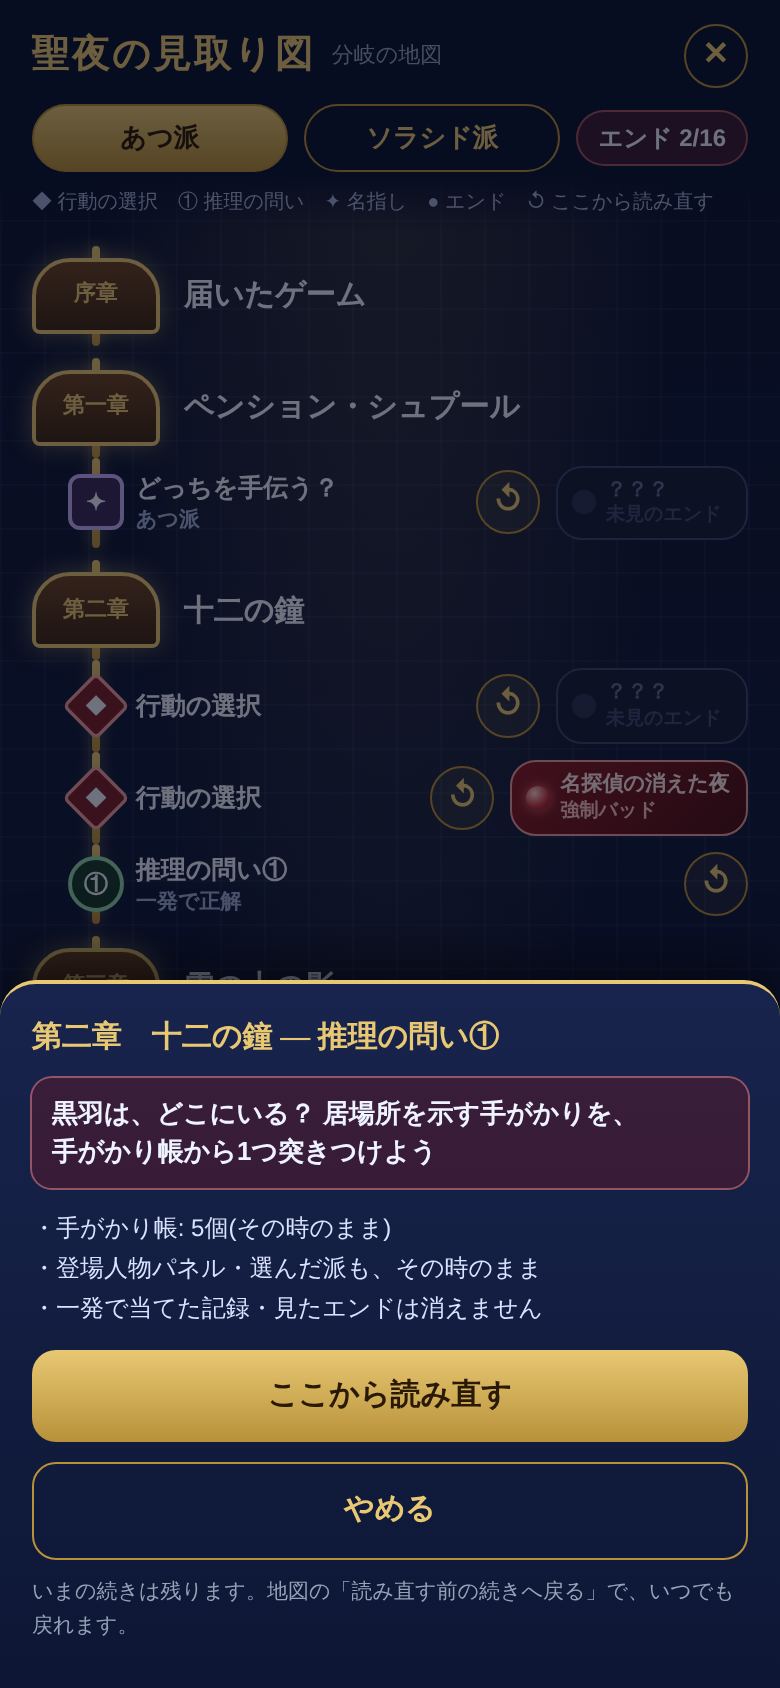 聖夜の見取り図 分岐の地図 ✕
あつ派 ソラシド派 エンド 2/16
◆ 行動の選択 ① 推理の問い ✦ 名指し ● エンド ↺ ここから読み直す
序章 届いたゲーム
第一章 ペンション・シュプール
どっちを手伝う？
あつ派
？？？
未見のエンド
第二章 十二の鐘
行動の選択
？？？
未見のエンド
行動の選択
名探偵の消えた夜
強制バッド
① 推理の問い①
一発で正解
第二章　十二の鐘 — 推理の問い①
黒羽は、どこにいる？ 居場所を示す手がかりを、
手がかり帳から1つ突きつけよう
・手がかり帳: 5個(その時のまま)
・登場人物パネル・選んだ派も、その時のまま
・一発で当てた記録・見たエンドは消えません
ここから読み直す
やめる
いまの続きは残ります。地図の「読み直す前の続きへ戻る」で、いつでも
戻れます。